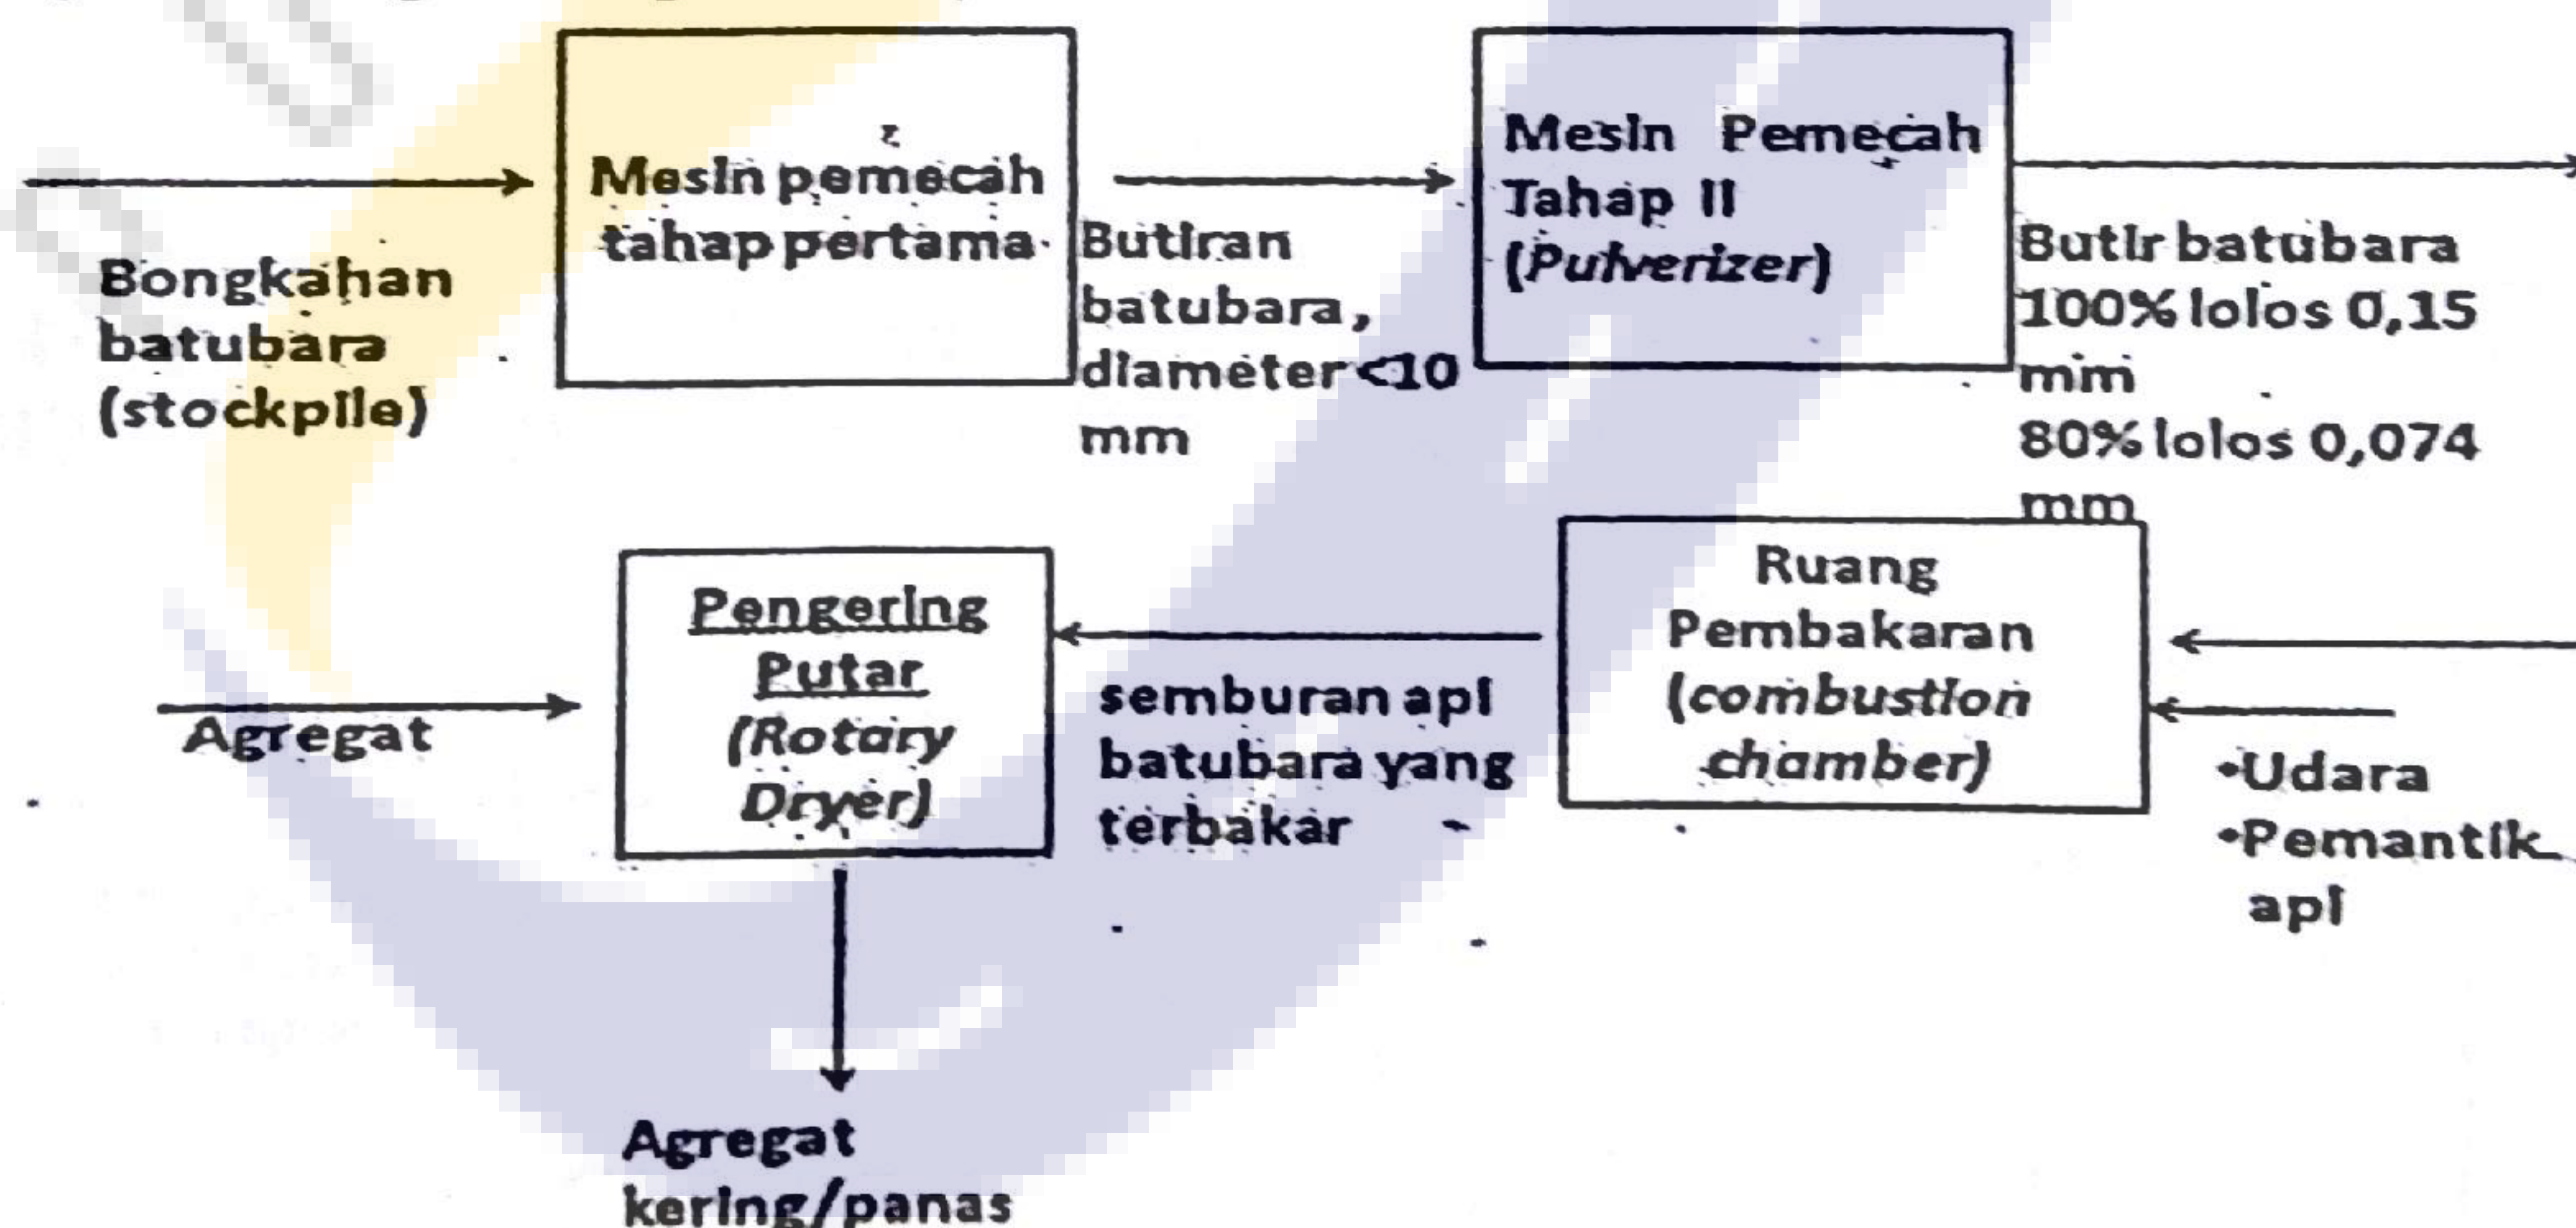 Bongkahan
batubara
(stockpile)
Mesin pemecah
tahap pertama
Butiran
batubara,
diameter <10
mm
Mesin Pemecah
Tahap II
(Pulverizer)
Butir batubara
100% lolos 0,15
mm
80% lolos 0,074
mm
Agregat
Pengering
Putar
(Rotary
Dryer)
semburan api
batubara yang
terbakar
Ruang
Pembakaran
(combustion
chamber)
•Udara
•Pemantik
api
Agregat
kering/panas